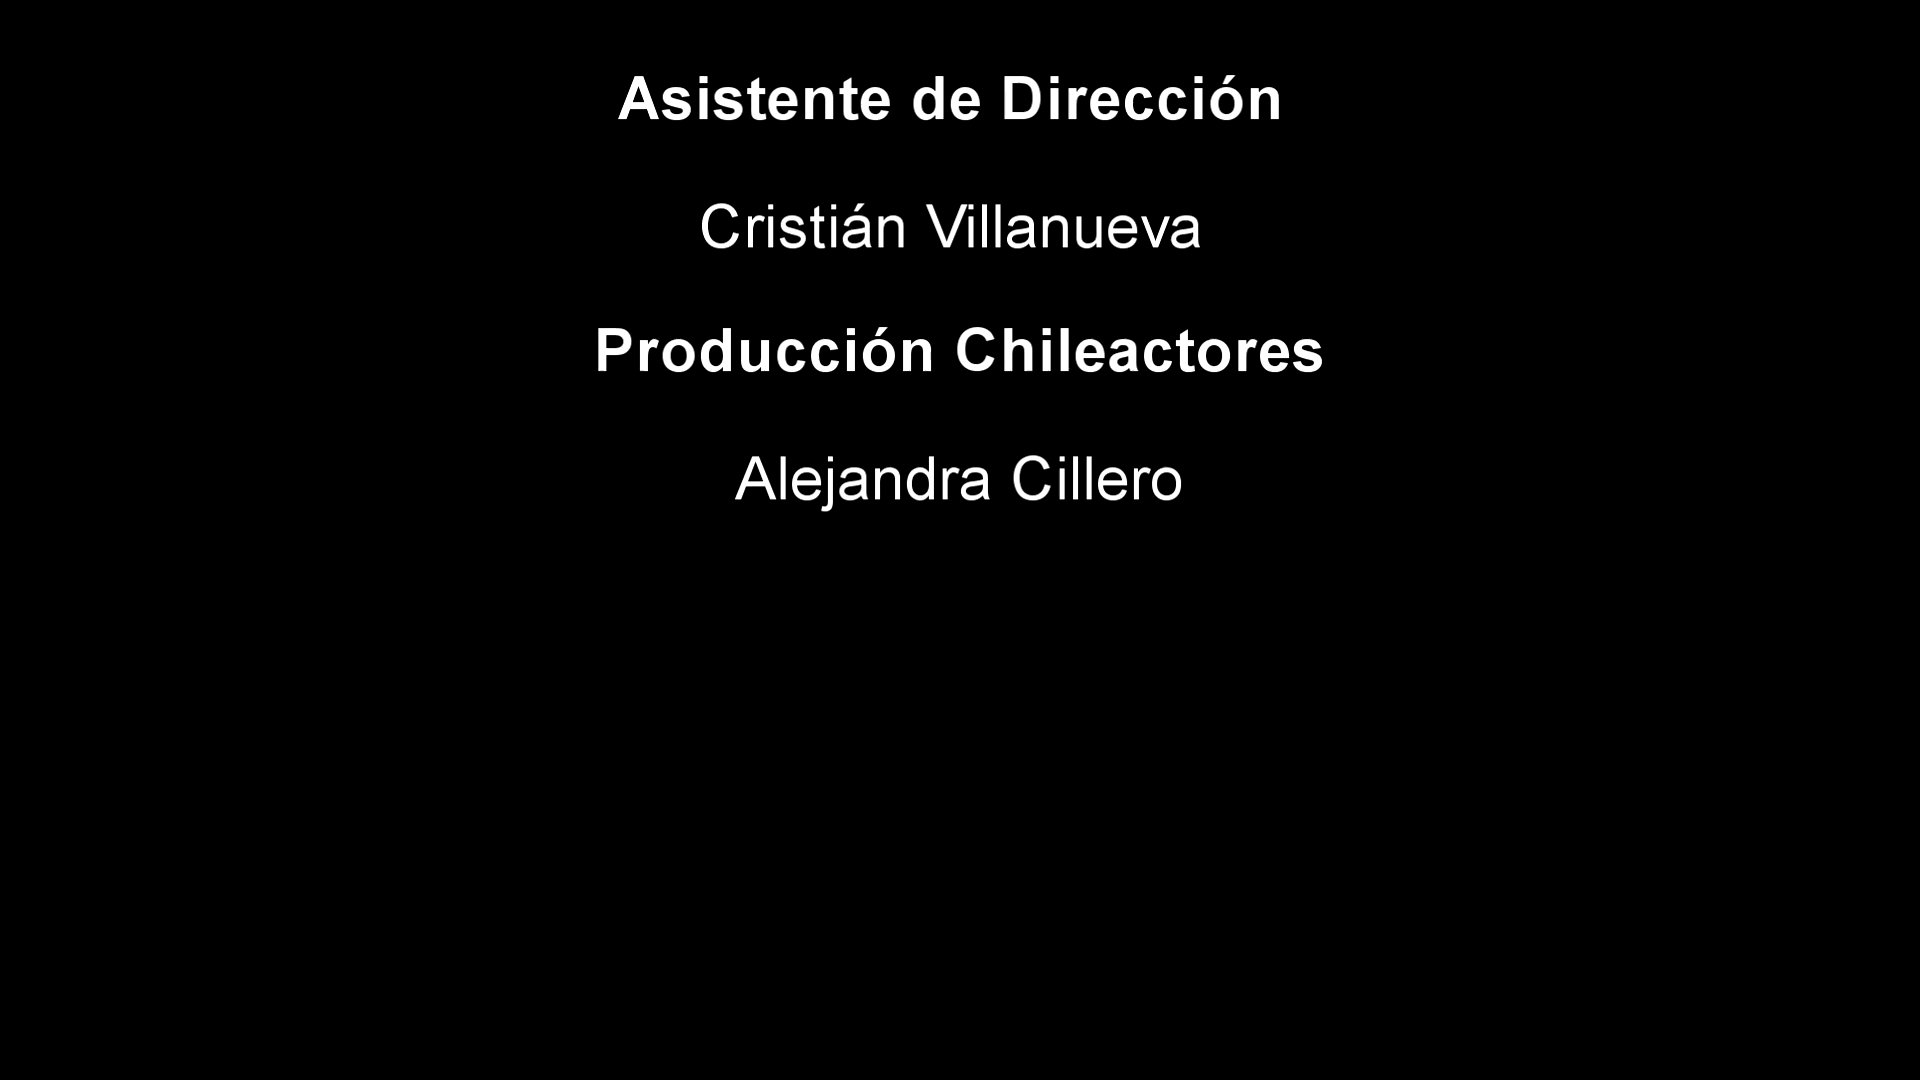 Asistente de Dirección
Cristián Villanueva
Producción Chileactores
Alejandra Cillero